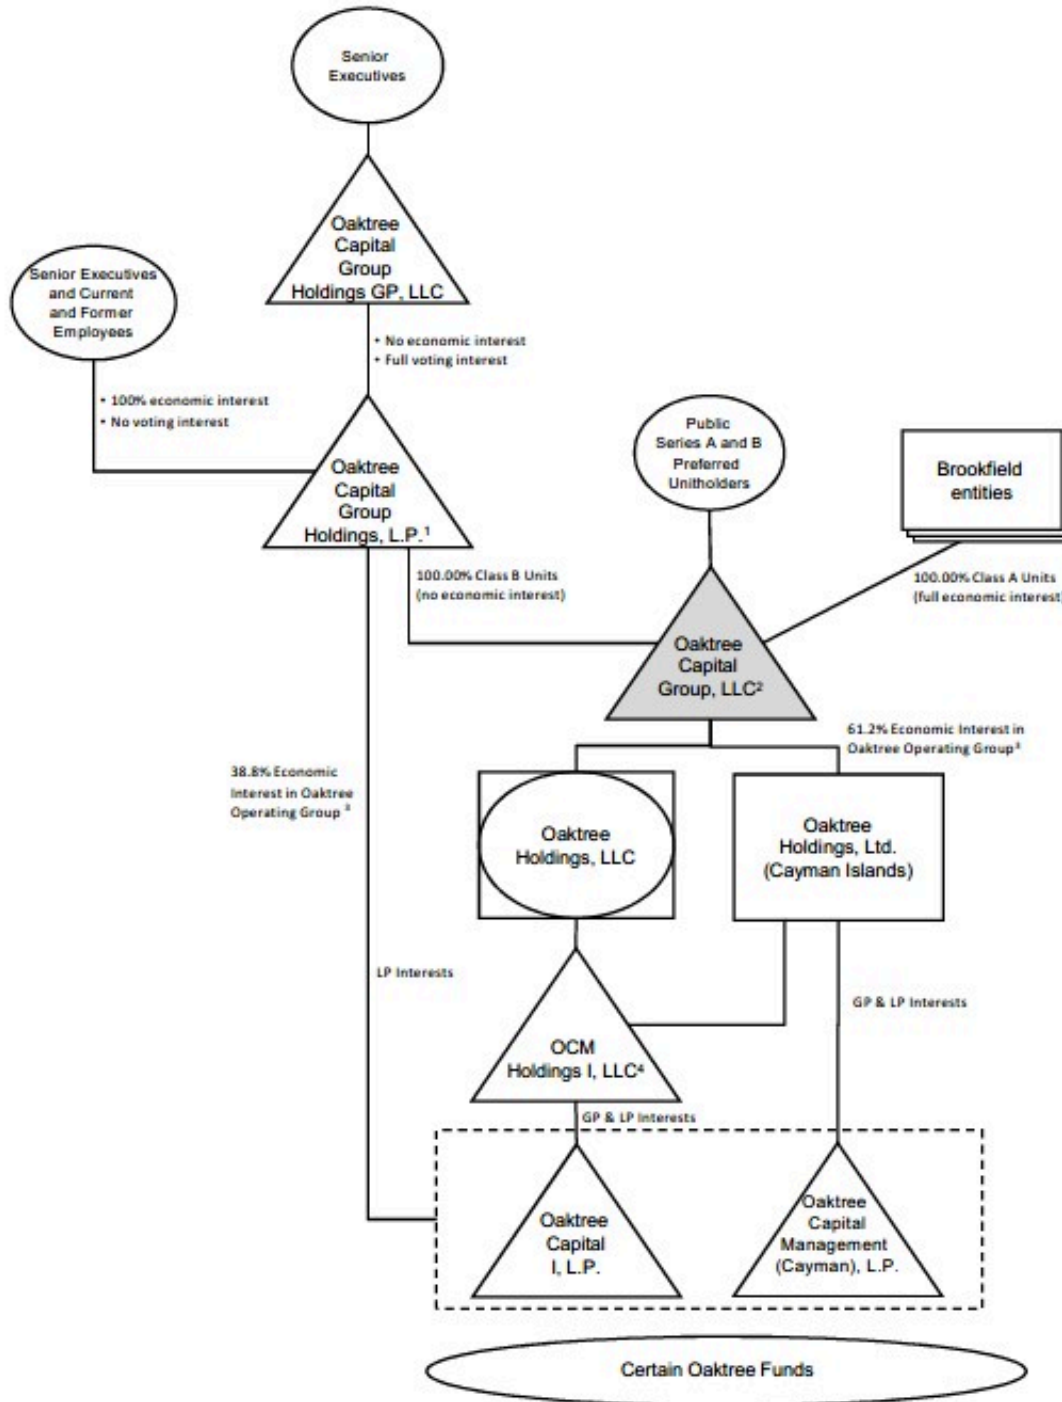 Senior
Executives
Oaktree
Capital
Group
Holdings GP, LLC
Senior Executives
and Current
and Former
Employees
• No economic interest
• Full voting interest
• 100% economic interest
• No voting interest
Oaktree
Capital
Group
Holdings, L.P.¹
Public
Series A and B
Preferred
Unitholders
Brookfield
entities
100.00% Class B Units
(no economic interest)
100.00% Class A Units
(full economic interest)
Oaktree
Capital
Group, LLC²
61.2% Economic Interest in
Oaktree Operating Group³
38.8% Economic
Interest in Oaktree
Operating Group ³
Oaktree
Holdings, LLC
Oaktree
Holdings, Ltd.
(Cayman Islands)
LP Interests
GP & LP Interests
OCM
Holdings I, LLC⁴
GP & LP Interests
Oaktree
Capital
I, L.P.
Oaktree
Capital
Management
(Cayman), L.P.
Certain Oaktree Funds